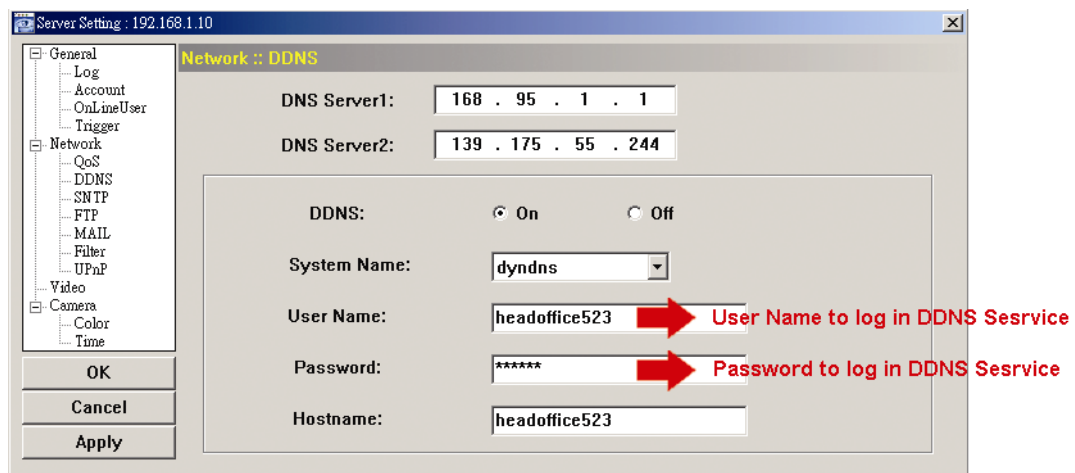 Server Setting : 192.168.1.10
General
Log
Account
OnLineUser
Trigger
Network
QoS
DDNS
SNTP
FTP
MAIL
Filter
UPnP
Video
Camera
Color
Time
OK
Cancel
Apply
Network :: DDNS
DNS Server1: 168 . 95 . 1 . 1
DNS Server2: 139 . 175 . 55 . 244
DDNS: On Off
System Name: dyndns
User Name: headoffice523 User Name to log in DDNS Sesrvice
Password: ****** Password to log in DDNS Sesrvice
Hostname: headoffice523